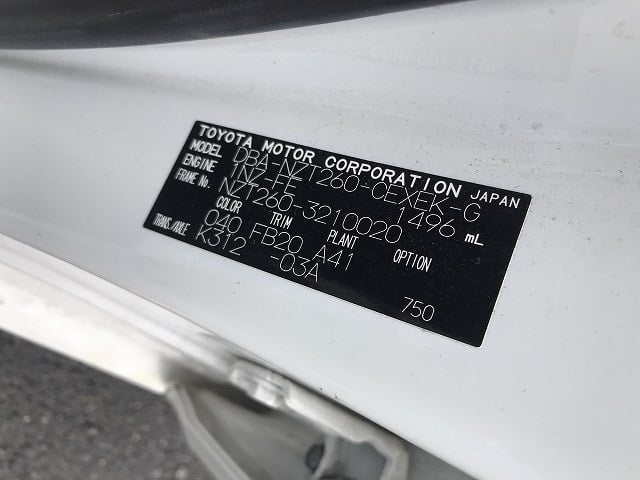 TOYOTA MOTOR CORPORATION JAPAN
MODEL DBA-NZT260-CEXEK-G
ENGINE 1NZ-FE 1496 mL
FRAME No. NZT260-3210020
COLOR TRIM PLANT OPTION
040 FB20 A41
TRANS./AXLE K312 -03A
750